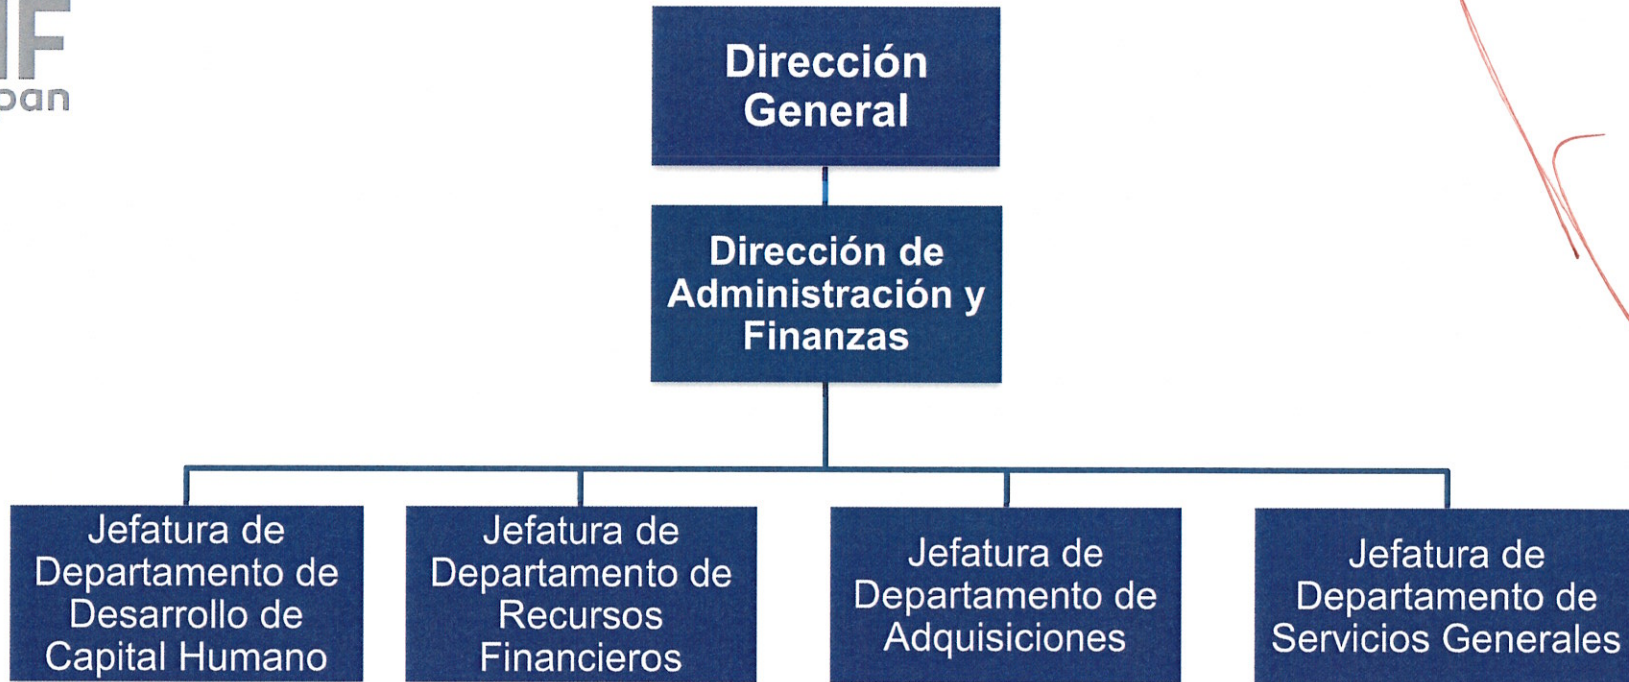 Dirección
General
Dirección de
Administración y
Finanzas
Jefatura de
Departamento de
Desarrollo de
Capital Humano
Jefatura de
Departamento de
Recursos
Financieros
Jefatura de
Departamento de
Adquisiciones
Jefatura de
Departamento de
Servicios Generales